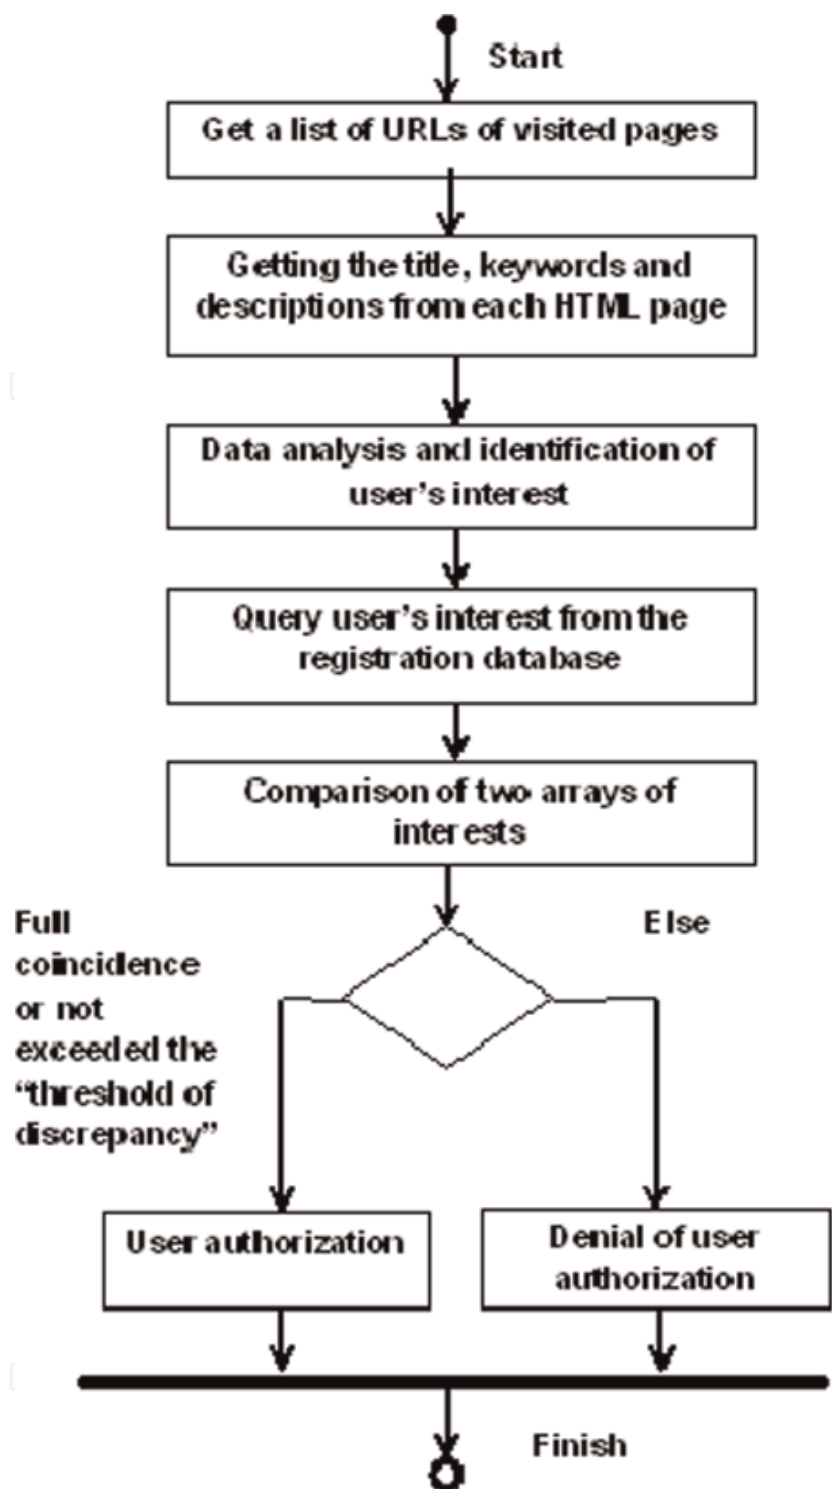 Start
Get a list of URLs of visited pages
Getting the title, keywords and
descriptions from each HTML page
Data analysis and identification of
user's interest
Query user's interest from the
registration database
Comparison of two arrays of
interests
Full
coincidence
or not
exceeded the
“threshold of
discrepancy”
Else
User authorization
Denial of user
authorization
Finish